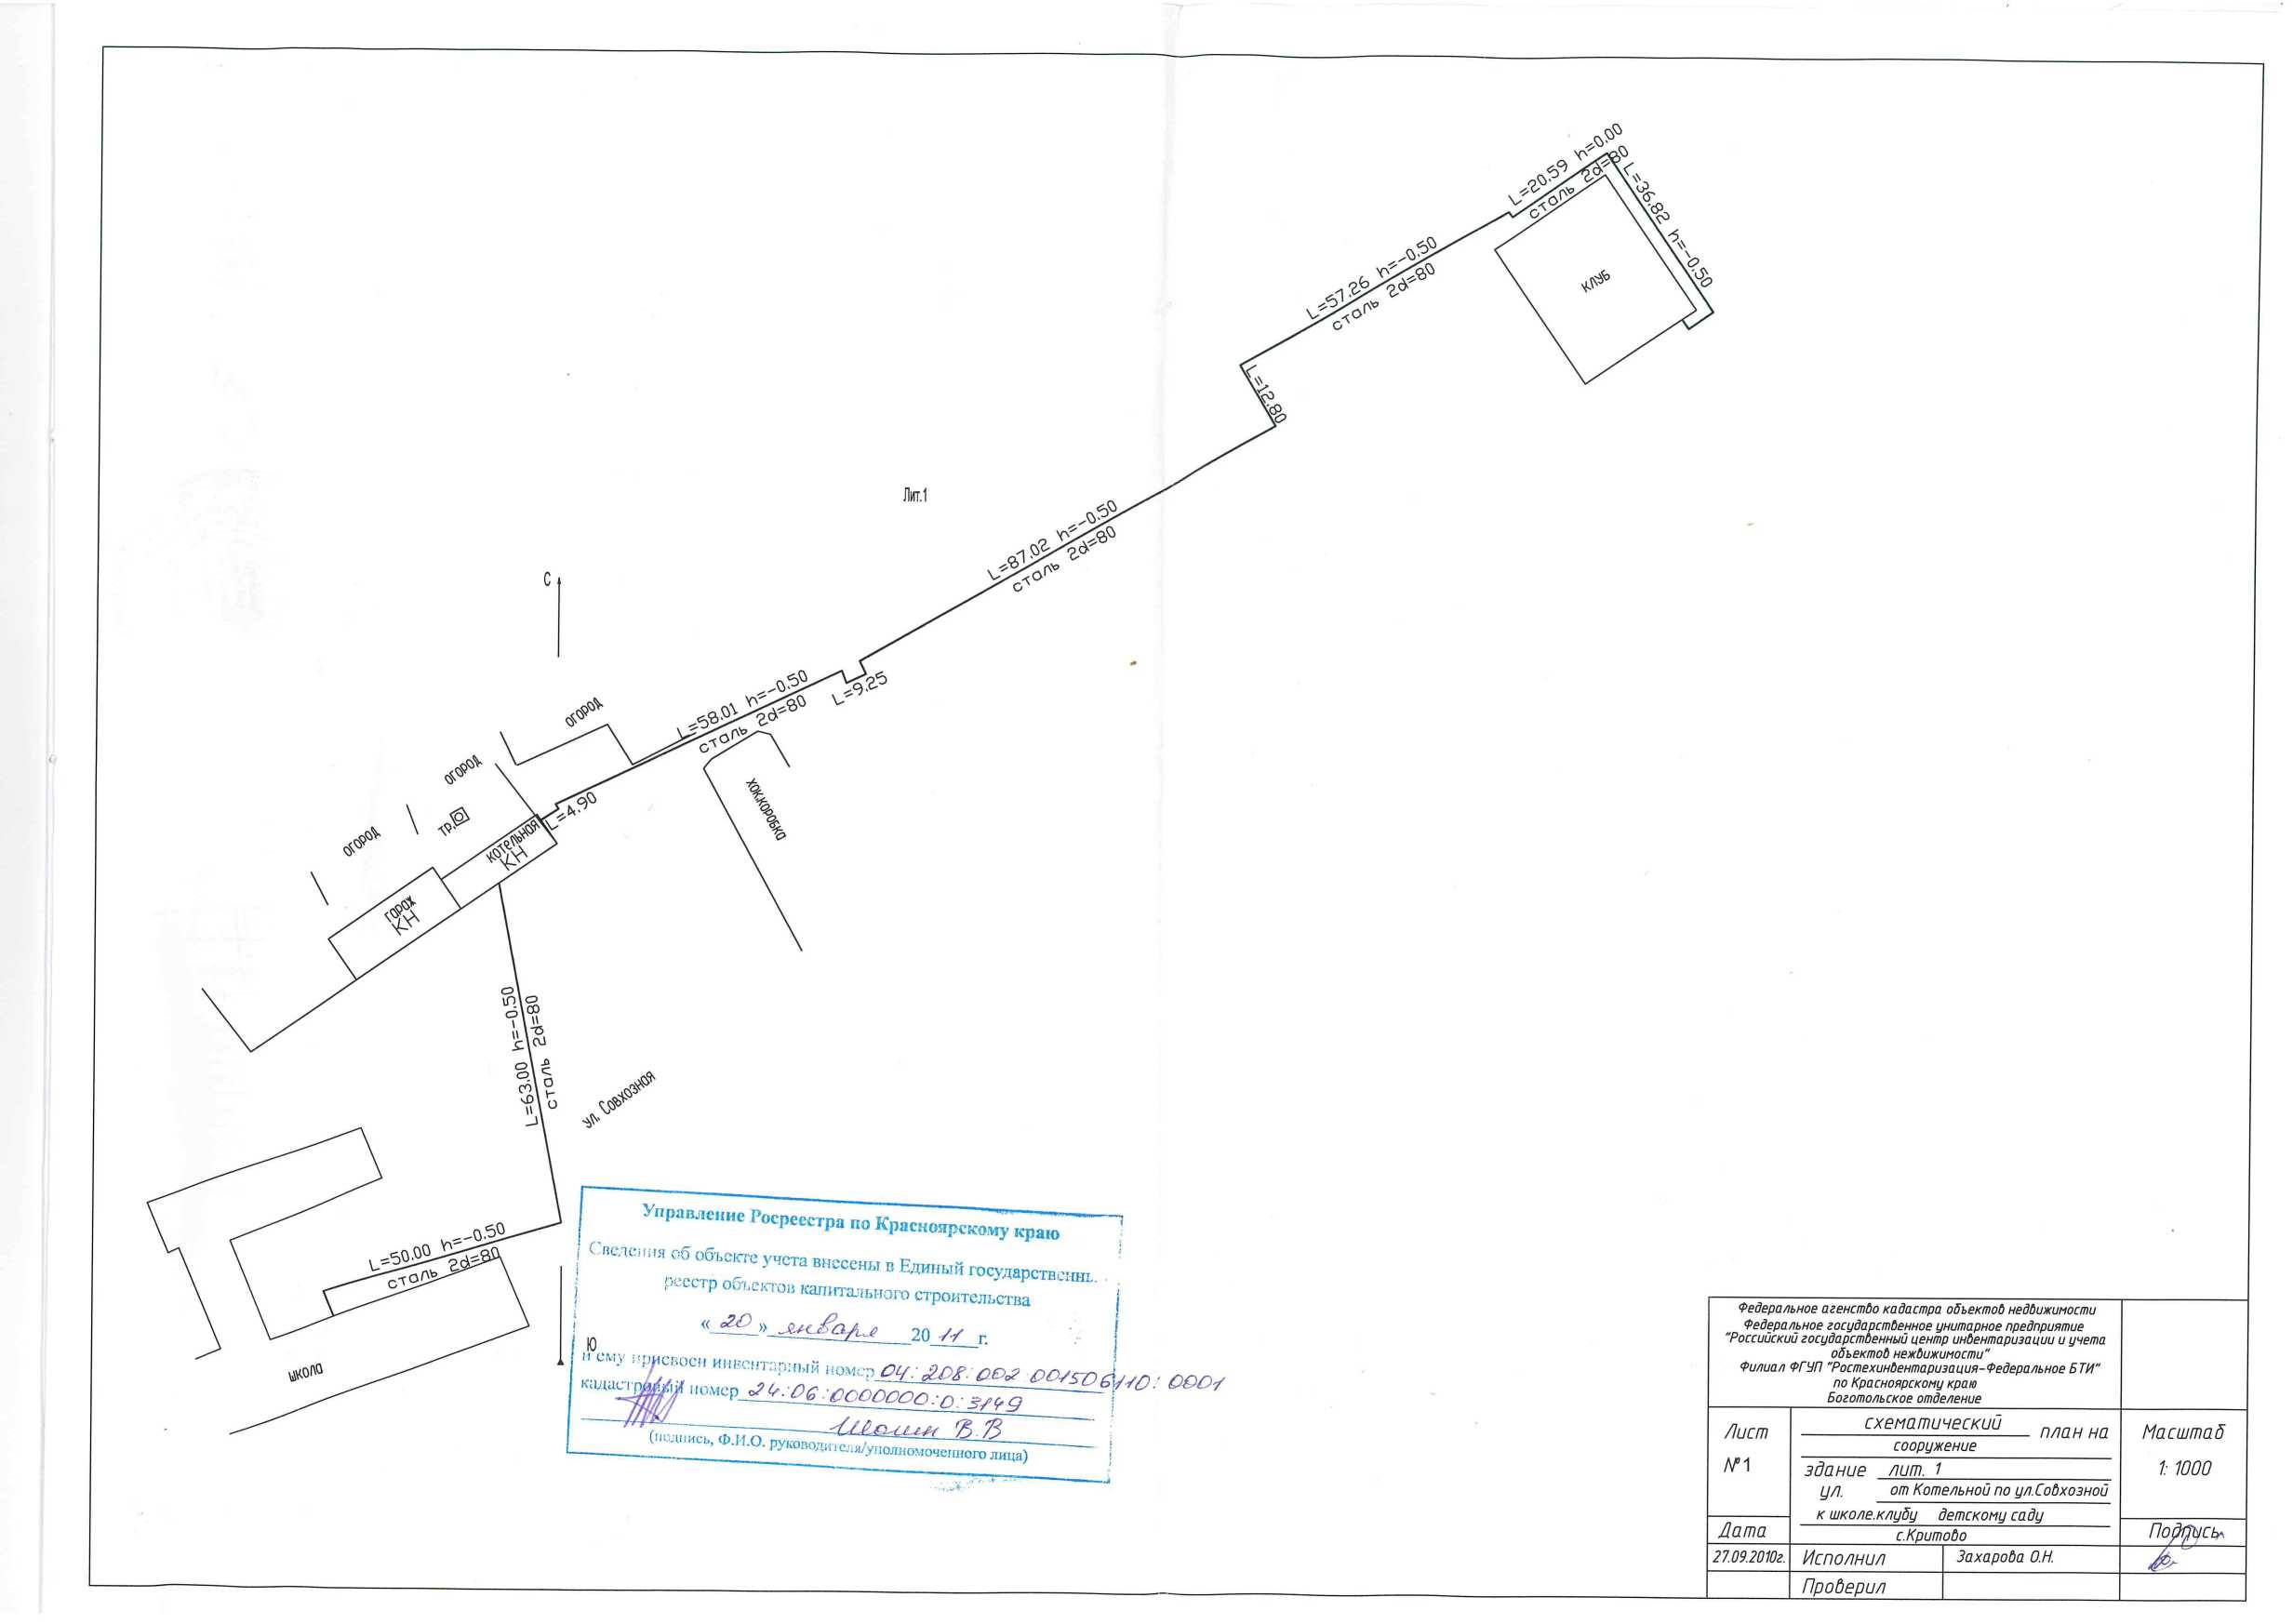 L=20.59 h=0.00
сталь 2d=80
L=36.82 h=-0.50
КЛУБ
L=57.26 h=-0.50
сталь 2d=80
L=12.80
Лит.1
L=87.02 h=-0.50
сталь 2d=80
С
L=9.25
L=58.01 h=-0.50
сталь 2d=80
огород
огород
огород
тр.
L=4.90
хок.коробка
котельная
КН
гараж
КН
L=63.00 h=-0.50
сталь 2d=80
ул. Совхозная
L=50.00 h=-0.50
сталь 2d=80
школа
Ю
Управление Росреестра по Красноярскому краю
Сведения об объекте учета внесены в Единый государственны
реестр объектов капитального строительства
«20» января 2011 г.
и ему присвоен инвентарный номер 04:208:002 001506110:0001
кадастровый номер 24:06:0000000:0:3149
Шошин В.В
(подпись, Ф.И.О. руководителя/уполномоченного лица)
Федеральное агенство кадастра объектов недвижимости
Федеральное государственное унитарное предприятие
"Российский государственный центр инвентаризации и учета
объектов нежвижимости"
Филиал ФГУП "Ростехинвентаризация-Федеральное БТИ"
по Красноярскому краю
Боготольское отделение
Лист
№1
схематический план на
сооружение
здание лит. 1
ул. от Котельной по ул.Совхозной
к школе.клубу детскому саду
с.Критово
Масштаб
1: 1000
Дата
Подпись
27.09.2010г.
Исполнил
Захарова О.Н.
Проверил